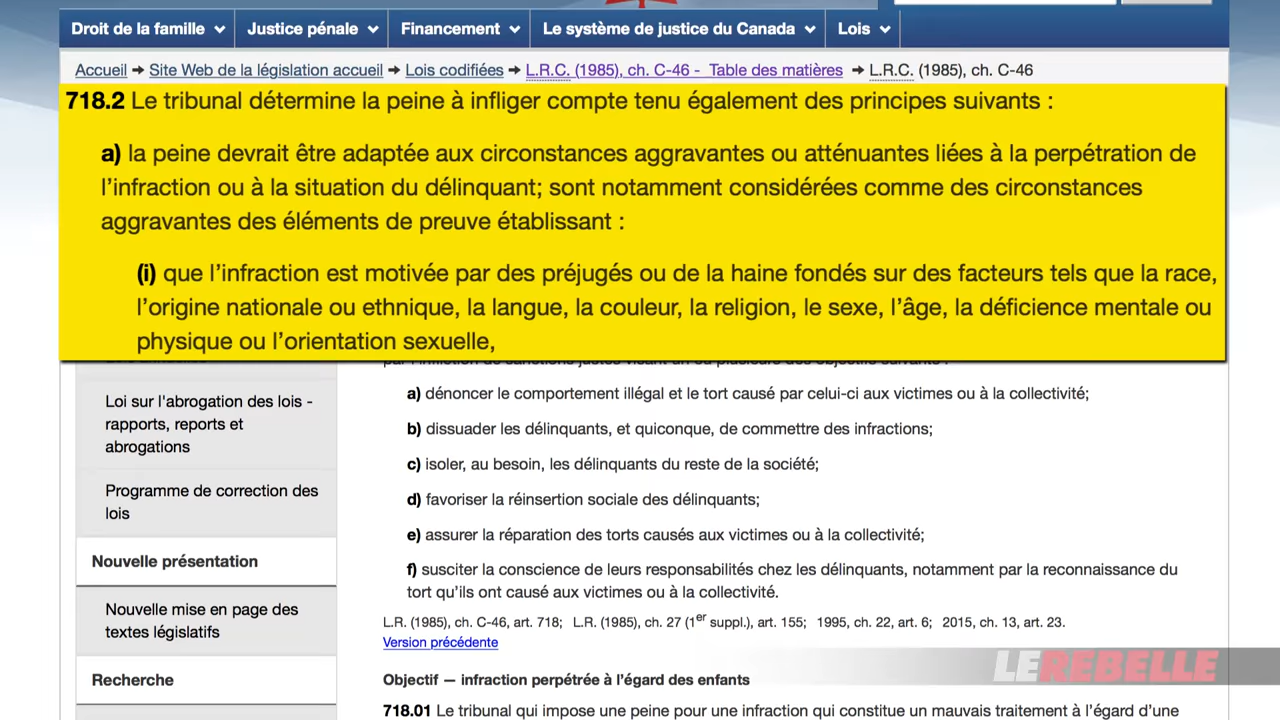 Droit de la famille Justice pénale Financement Le système de justice du Canada Lois
Accueil → Site Web de la législation accueil → Lois codifiées → L.R.C. (1985), ch. C-46 - Table des matières → L.R.C. (1985), ch. C-46
718.2 Le tribunal détermine la peine à infliger compte tenu également des principes suivants :
a) la peine devrait être adaptée aux circonstances aggravantes ou atténuantes liées à la perpétration de
l’infraction ou à la situation du délinquant; sont notamment considérées comme des circonstances
aggravantes des éléments de preuve établissant :
(i) que l’infraction est motivée par des préjugés ou de la haine fondés sur des facteurs tels que la race,
l’origine nationale ou ethnique, la langue, la couleur, la religion, le sexe, l’âge, la déficience mentale ou
physique ou l’orientation sexuelle,
Loi sur l'abrogation des lois -
rapports, reports et
abrogations
Programme de correction des
lois
Nouvelle présentation
Nouvelle mise en page des
textes législatifs
Recherche
a) dénoncer le comportement illégal et le tort causé par celui-ci aux victimes ou à la collectivité;
b) dissuader les délinquants, et quiconque, de commettre des infractions;
c) isoler, au besoin, les délinquants du reste de la société;
d) favoriser la réinsertion sociale des délinquants;
e) assurer la réparation des torts causés aux victimes ou à la collectivité;
f) susciter la conscience de leurs responsabilités chez les délinquants, notamment par la reconnaissance du
tort qu'ils ont causé aux victimes ou à la collectivité.
L.R. (1985), ch. C-46, art. 718; L.R. (1985), ch. 27 (1er suppl.), art. 155; 1995, ch. 22, art. 6; 2015, ch. 13, art. 23.
Version précédente
Objectif — infraction perpétrée à l’égard des enfants
718.01 Le tribunal qui impose une peine pour une infraction qui constitue un mauvais traitement à l’égard d’une
LEREBELLE